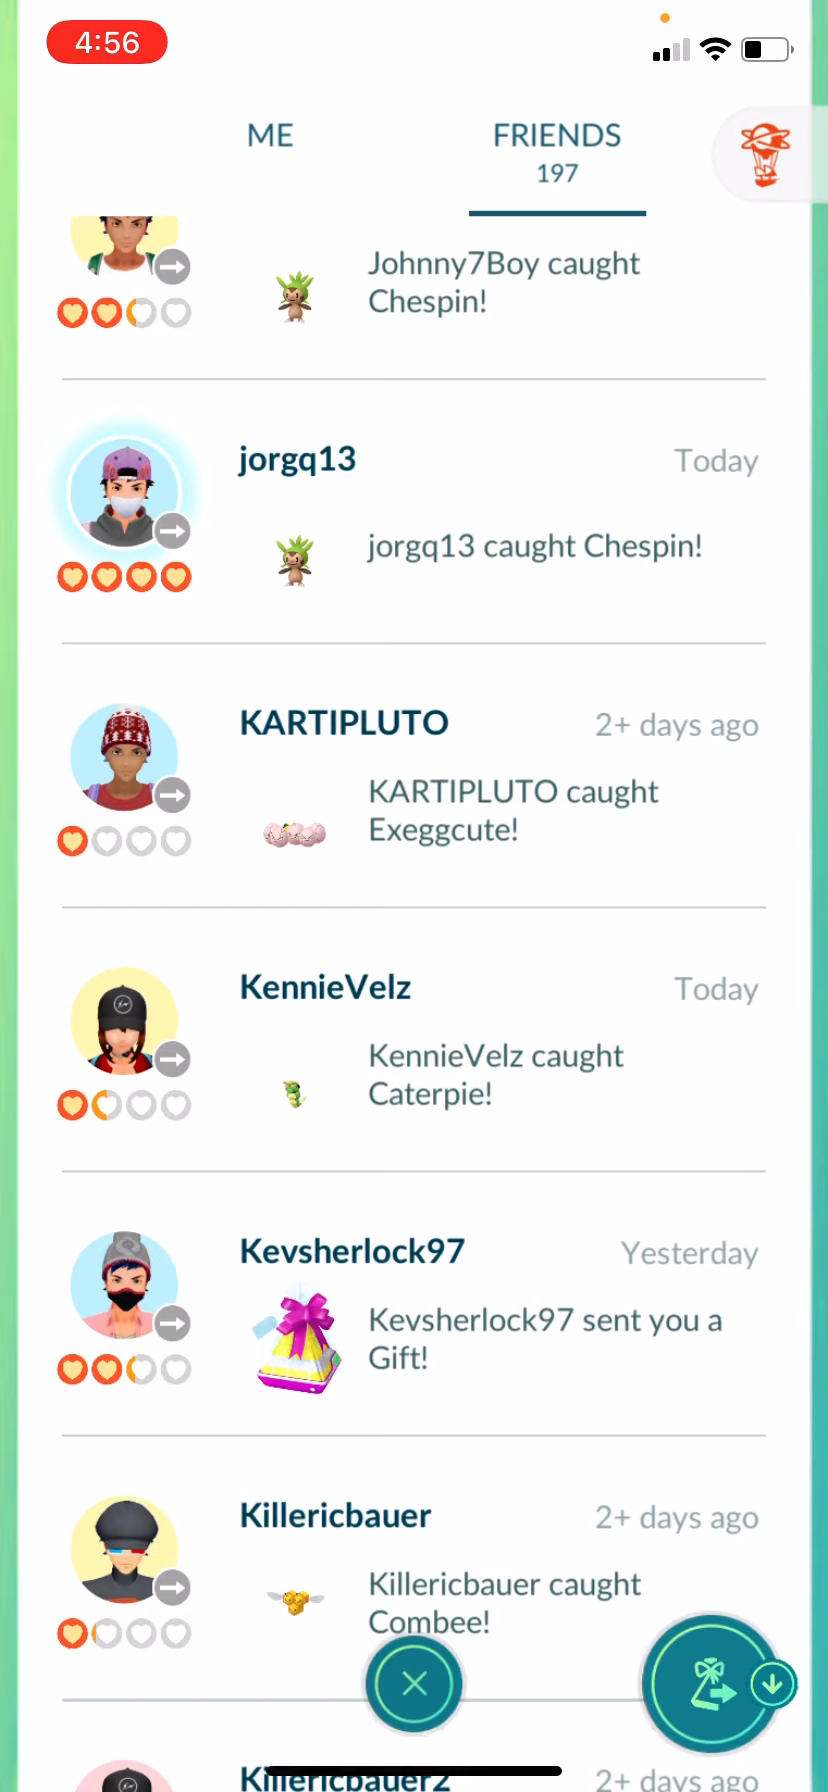 4:56
ME
FRIENDS
197
Johnny7Boy caught
Chespin!
jorgq13
Today
jorgq13 caught Chespin!
KARTIPLUTO
2+ days ago
KARTIPLUTO caught
Exeggcute!
KennieVelz
Today
KennieVelz caught
Caterpie!
Kevsherlock97
Yesterday
Kevsherlock97 sent you a
Gift!
Killericbauer
2+ days ago
Killericbauer caught
Combee!
Killericbauer2
2+ days ago